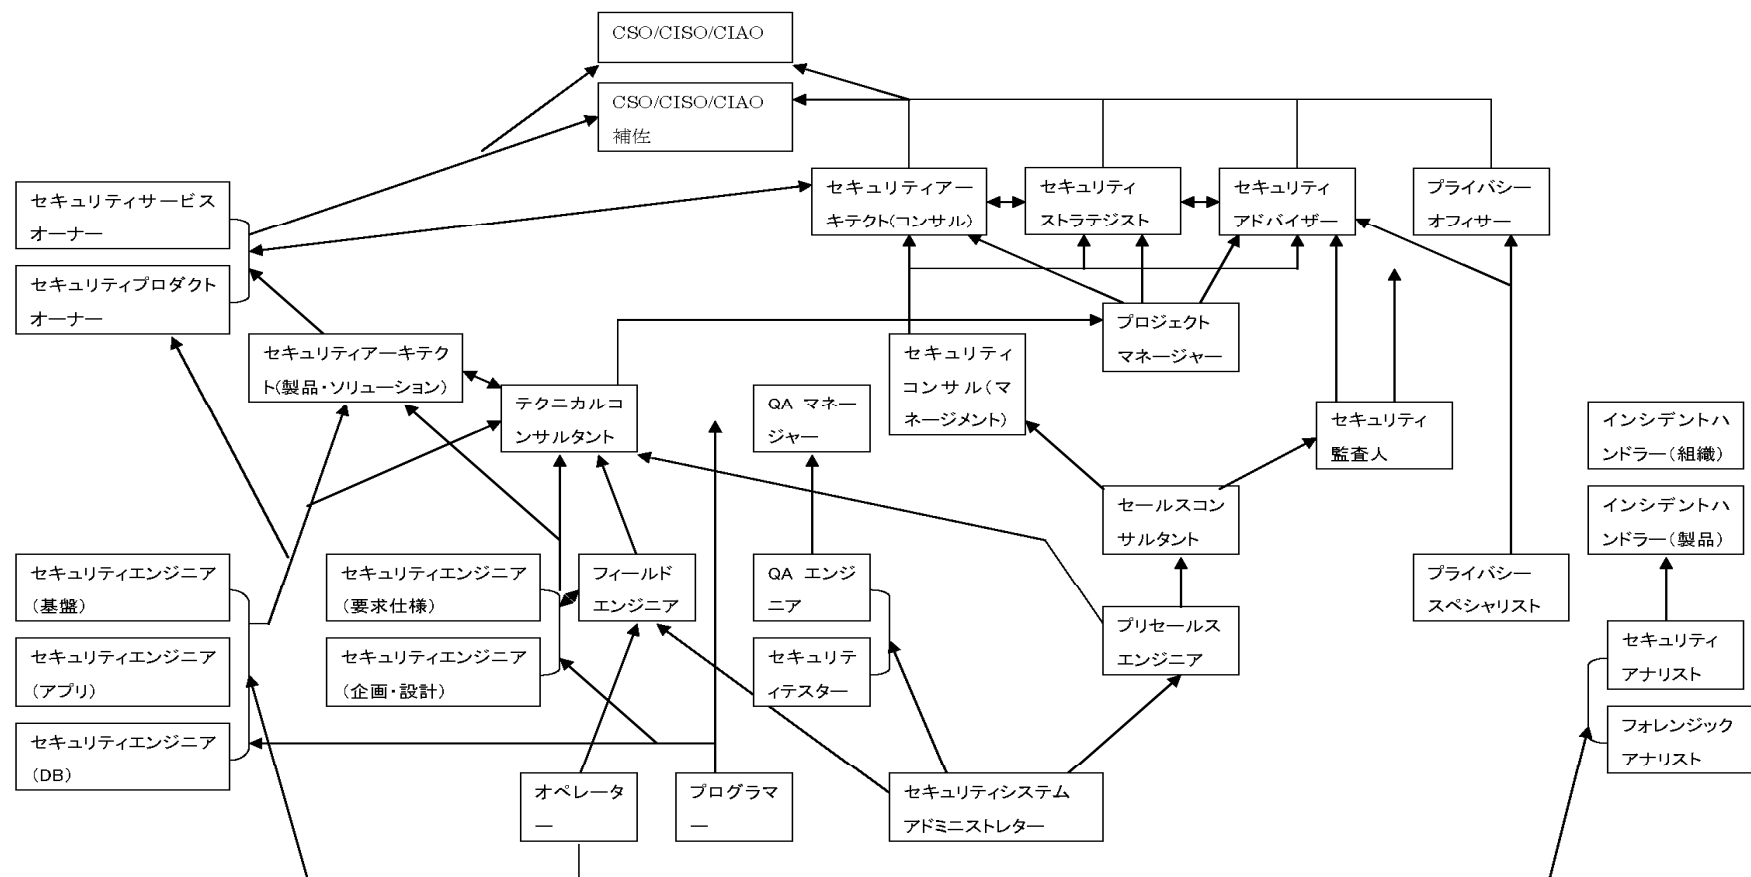 CSO/CISO/CIAO
CSO/CISO/CIAO
補佐
セキュリティサービス
オーナー
セキュリティプロダクト
オーナー
セキュリティアー
キテクト(コンサル)
セキュリティ
ストラテジスト
セキュリティ
アドバイザー
プライバシー
オフィサー
プロジェクト
マネージャー
セキュリティアーキテク
ト(製品・ソリューション)
セキュリティ
コンサル(マ
ネージメント)
テクニカルコ
ンサルタント
QA マネー
ジャー
セキュリティ
監査人
インシデントハ
ンドラー(組織)
セールスコン
サルタント
インシデントハ
ンドラー(製品)
セキュリティエンジニア
(基盤)
セキュリティエンジニア
(要求仕様)
フィールド
エンジニア
QA エンジ
ニア
プライバシー
スペシャリスト
プリセールス
エンジニア
セキュリティ
アナリスト
セキュリティエンジニア
(アプリ)
セキュリティエンジニア
(企画・設計)
セキュリテ
ィテスター
フォレンジック
アナリスト
セキュリティエンジニア
(DB)
オペレータ
ー
プログラマ
ー
セキュリティシステム
アドミニストレター